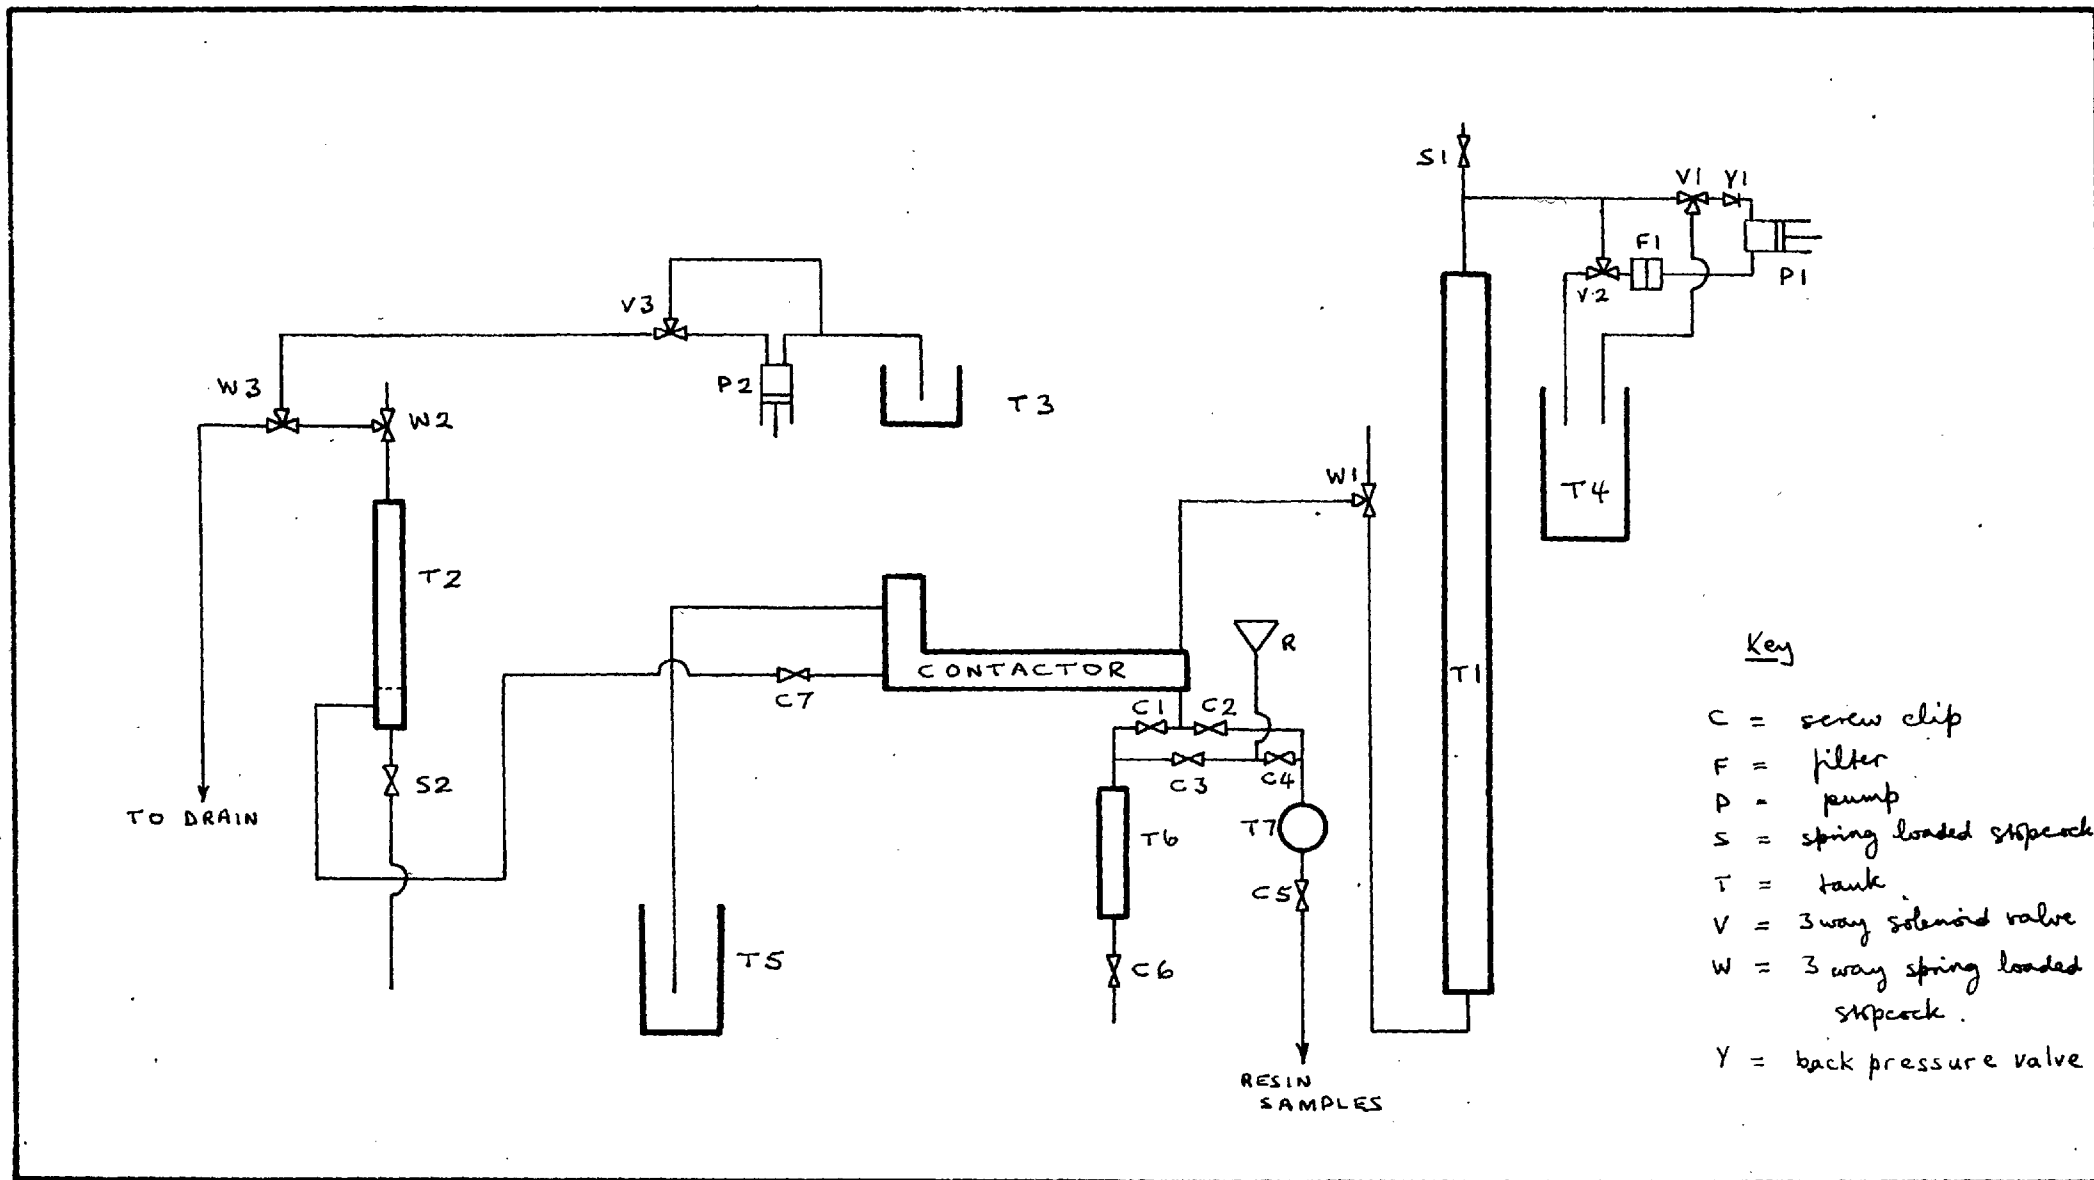 S1
V1
Y1
F1
P1
V2
V3
W3
P2
T3
W2
W1
T4
T2
R
CONTACTOR
T1
C7
C1
C2
Key
C = screw clip
C3
C4
F = filter
S2
P = pump
TO DRAIN
T6
T7
S = spring loaded stopcock
C5
T = tank
V = 3 way solenoid valve
T5
C6
W = 3 way spring loaded
stopcock.
Y = back pressure valve
RESIN
SAMPLES